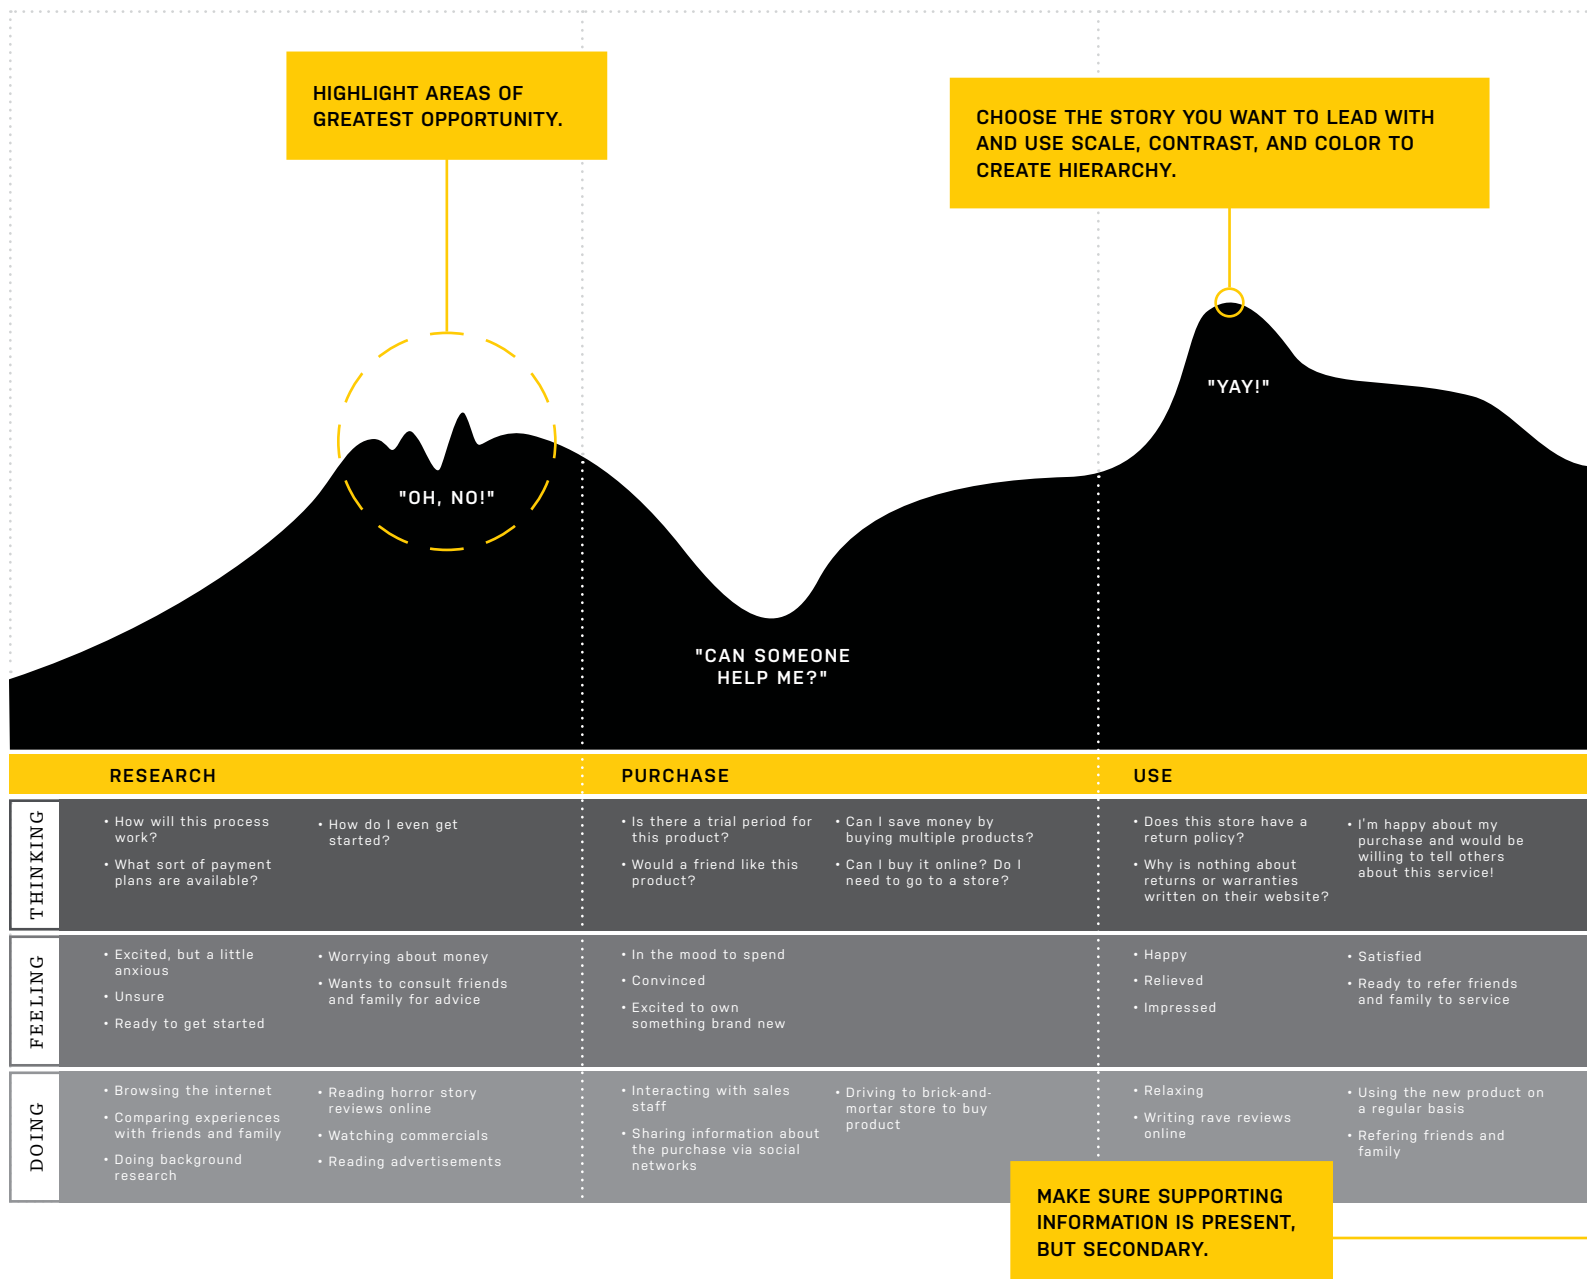 HIGHLIGHT AREAS OF
GREATEST OPPORTUNITY.
CHOOSE THE STORY YOU WANT TO LEAD WITH
AND USE SCALE, CONTRAST, AND COLOR TO
CREATE HIERARCHY.
"YAY!"
"OH, NO!"
"CAN SOMEONE
HELP ME?"
RESEARCH
PURCHASE
USE
THINKING
• How will this process
work?
• What sort of payment
plans are available?
• How do I even get
started?
• Is there a trial period for
this product?
• Would a friend like this
product?
• Can I save money by
buying multiple products?
• Can I buy it online? Do I
need to go to a store?
• Does this store have a
return policy?
• Why is nothing about
returns or warranties
written on their website?
• I'm happy about my
purchase and would be
willing to tell others
about this service!
FEELING
• Excited, but a little
anxious
• Unsure
• Ready to get started
• Worrying about money
• Wants to consult friends
and family for advice
• In the mood to spend
• Convinced
• Excited to own
something brand new
• Happy
• Relieved
• Impressed
• Satisfied
• Ready to refer friends
and family to service
DOING
• Browsing the internet
• Comparing experiences
with friends and family
• Doing background
research
• Reading horror story
reviews online
• Watching commercials
• Reading advertisements
• Interacting with sales
staff
• Sharing information about
the purchase via social
networks
• Driving to brick-and-
mortar store to buy
product
• Relaxing
• Writing rave reviews
online
• Using the new product on
a regular basis
• Refering friends and
family
MAKE SURE SUPPORTING
INFORMATION IS PRESENT,
BUT SECONDARY.